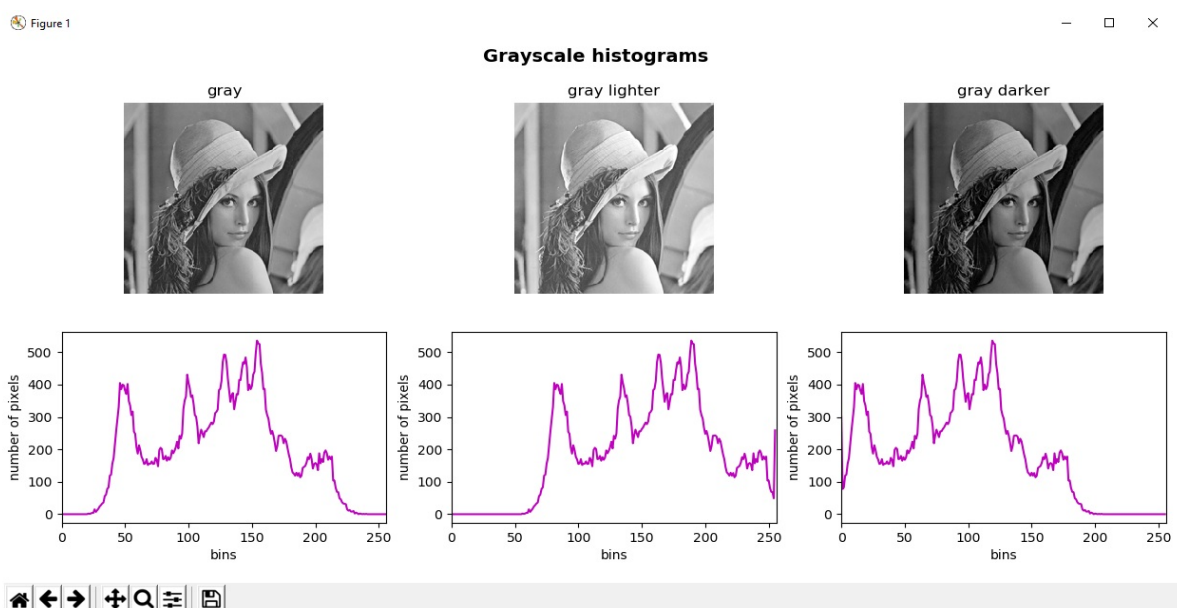 Figure 1
Grayscale histograms
gray
gray lighter
gray darker
500
400
300
200
100
0
number of pixels
0 50 100 150 200 250
bins
500
400
300
200
100
0
number of pixels
0 50 100 150 200 250
bins
500
400
300
200
100
0
number of pixels
0 50 100 150 200 250
bins